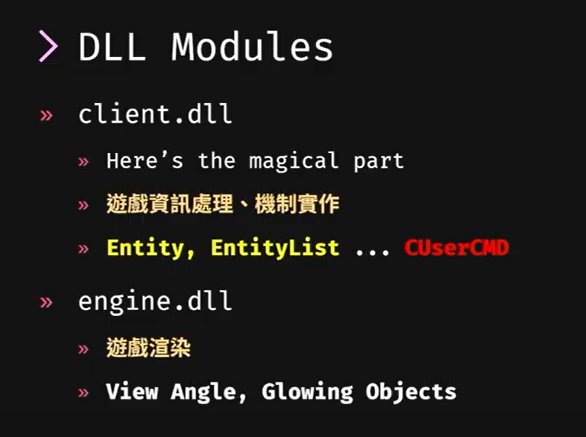 > DLL Modules
» client.dll
» Here's the magical part
» 遊戲資訊處理、機制實作
» Entity, EntityList ... CUserCMD
» engine.dll
» 遊戲渲染
» View Angle, Glowing Objects